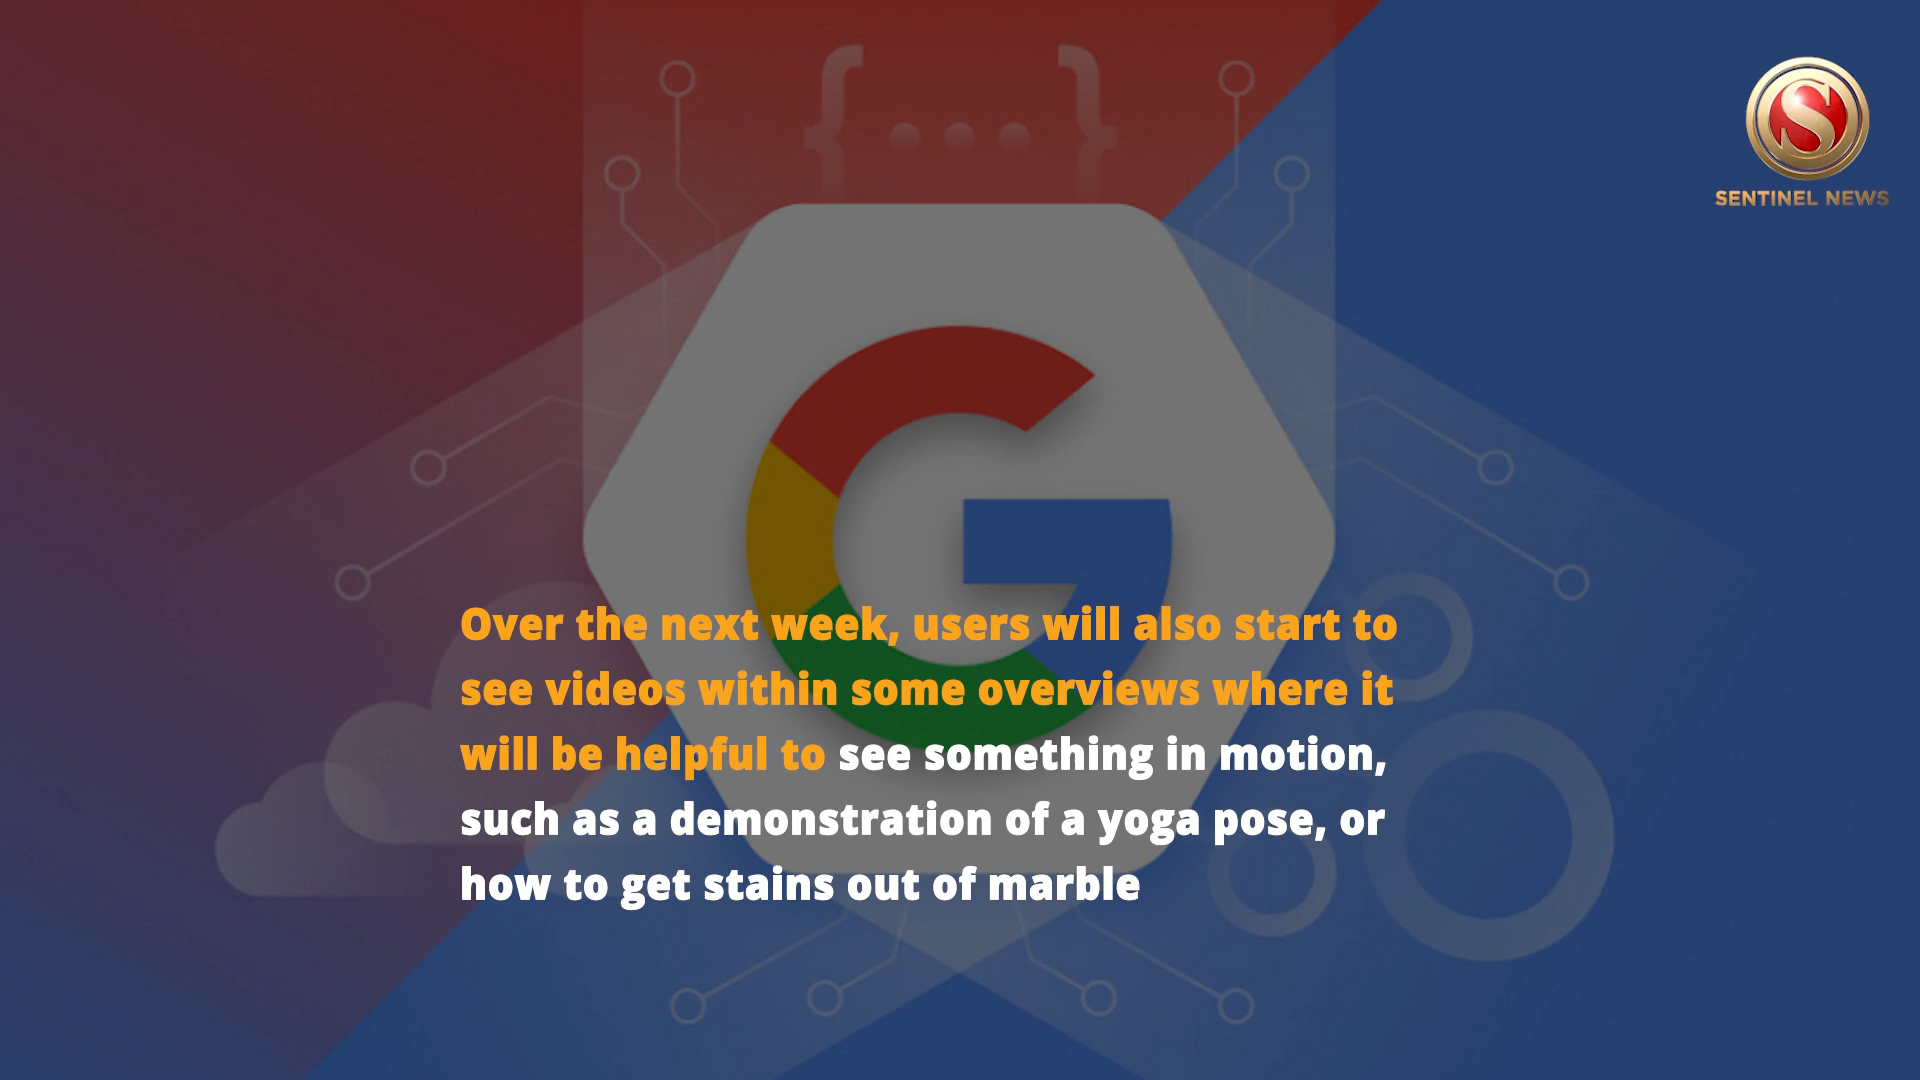 SENTINEL NEWS
Over the next week, users will also start to
see videos within some overviews where it
will be helpful to see something in motion,
such as a demonstration of a yoga pose, or
how to get stains out of marble